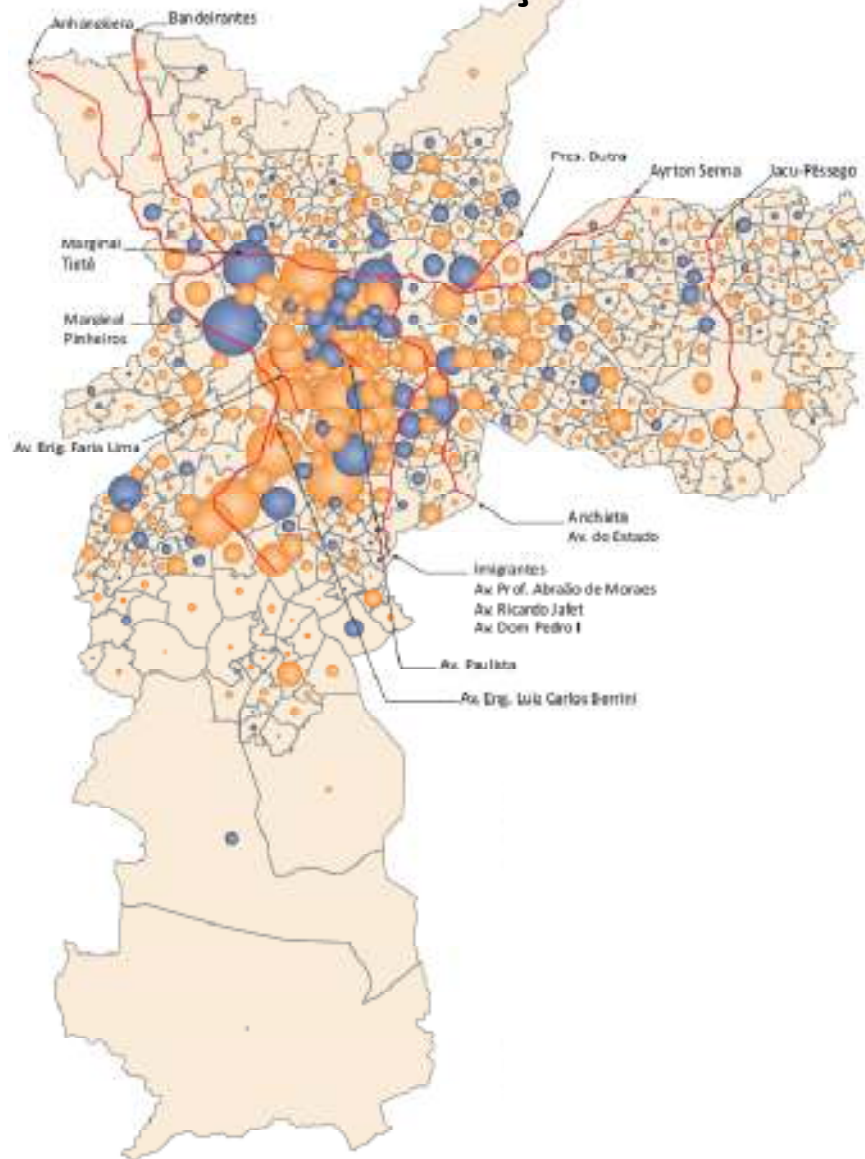 Anhanguera
Bandeirantes
Pres. Dutra
Ayrton Senna
Jacu-Pêssego
Marginal
Tietê
Marginal
Pinheiros
Av. Brig. Faria Lima
Anchieta
Av. do Estado
Imigrantes
Av. Prof. Abraão de Moraes
Av. Ricardo Jafet
Av. Dom Pedro I
Av. Paulista
Av. Eng. Luiz Carlos Berrini